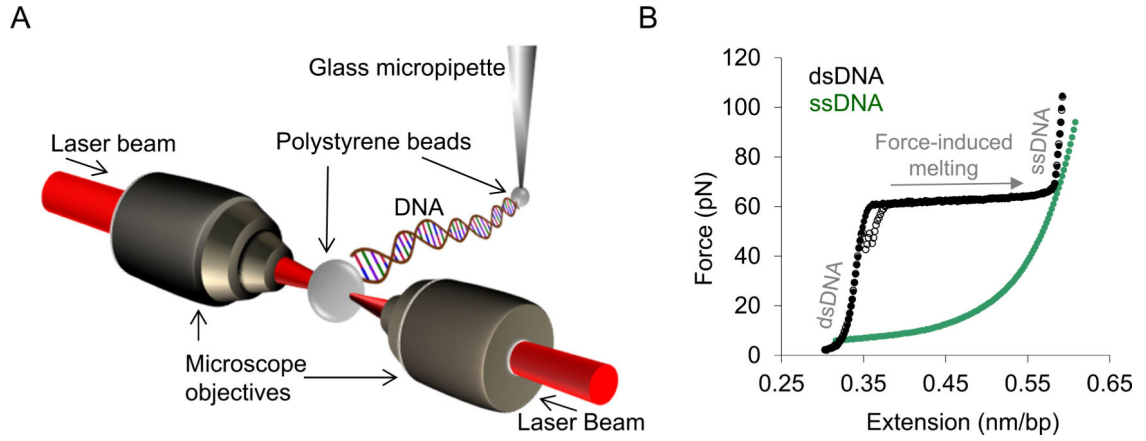 A
Glass micropipette
Laser beam
Polystyrene beads
DNA
Microscope
objectives
Laser Beam
B
dsDNA
ssDNA
Force-induced
melting
ssDNA
dsDNA
Force (pN)
120
100
80
60
40
20
0
0.25
0.35
0.45
0.55
0.65
Extension (nm/bp)